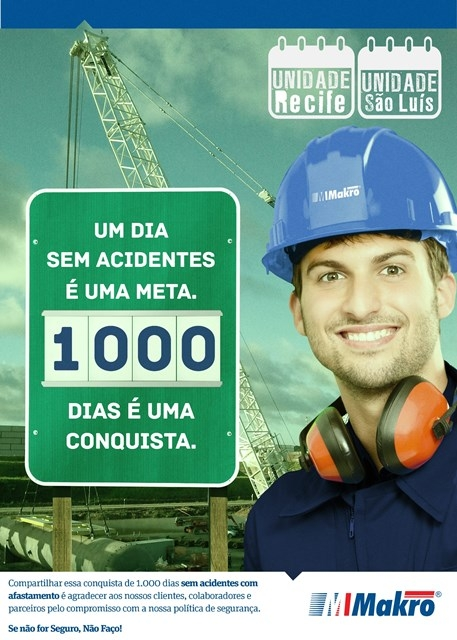 UNIDADE
Recife
UNIDADE
São Luís
Makro
UM DIA
SEM ACIDENTES
É UMA META.
1000
DIAS É UMA
CONQUISTA.
Compartilhar essa conquista de 1.000 dias sem acidentes com
afastamento é agradecer aos nossos clientes, colaboradores e
parceiros pelo compromisso com a nossa política de segurança.
Se não for Seguro, Não Faço!
Makro®